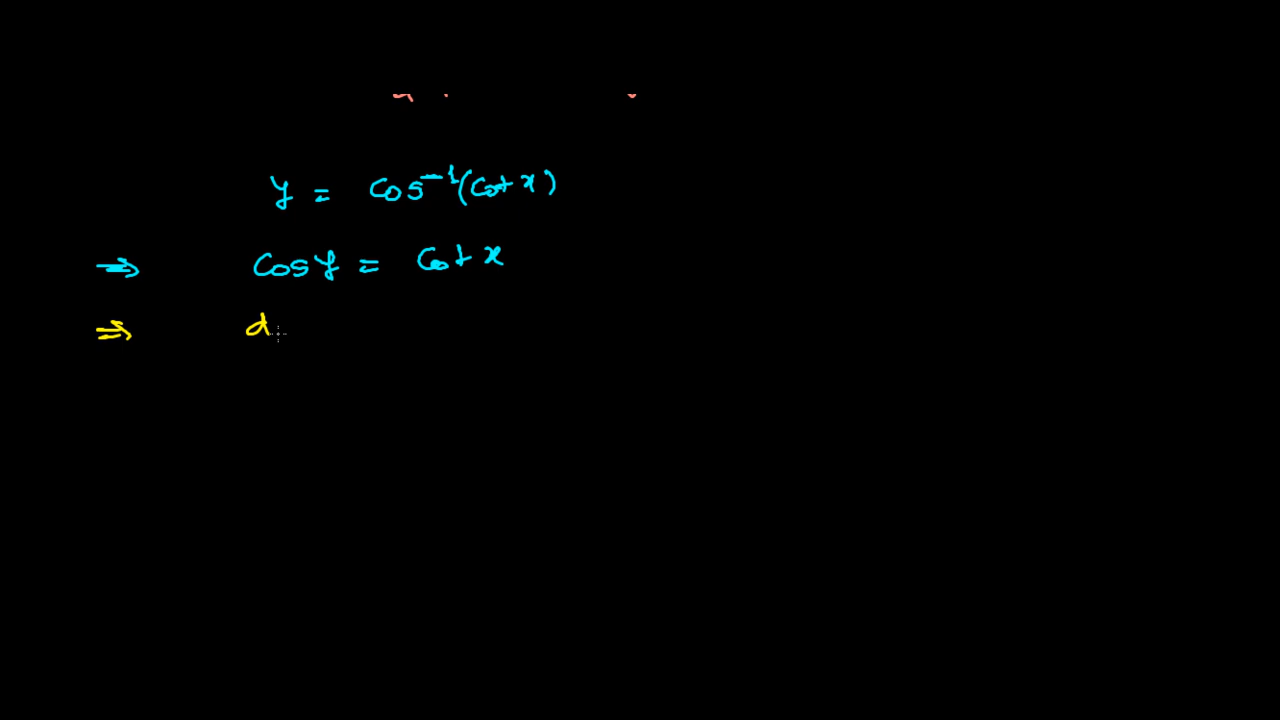 y = cos⁻¹(cot x)
⇒ cos y = cot x
⇒ d